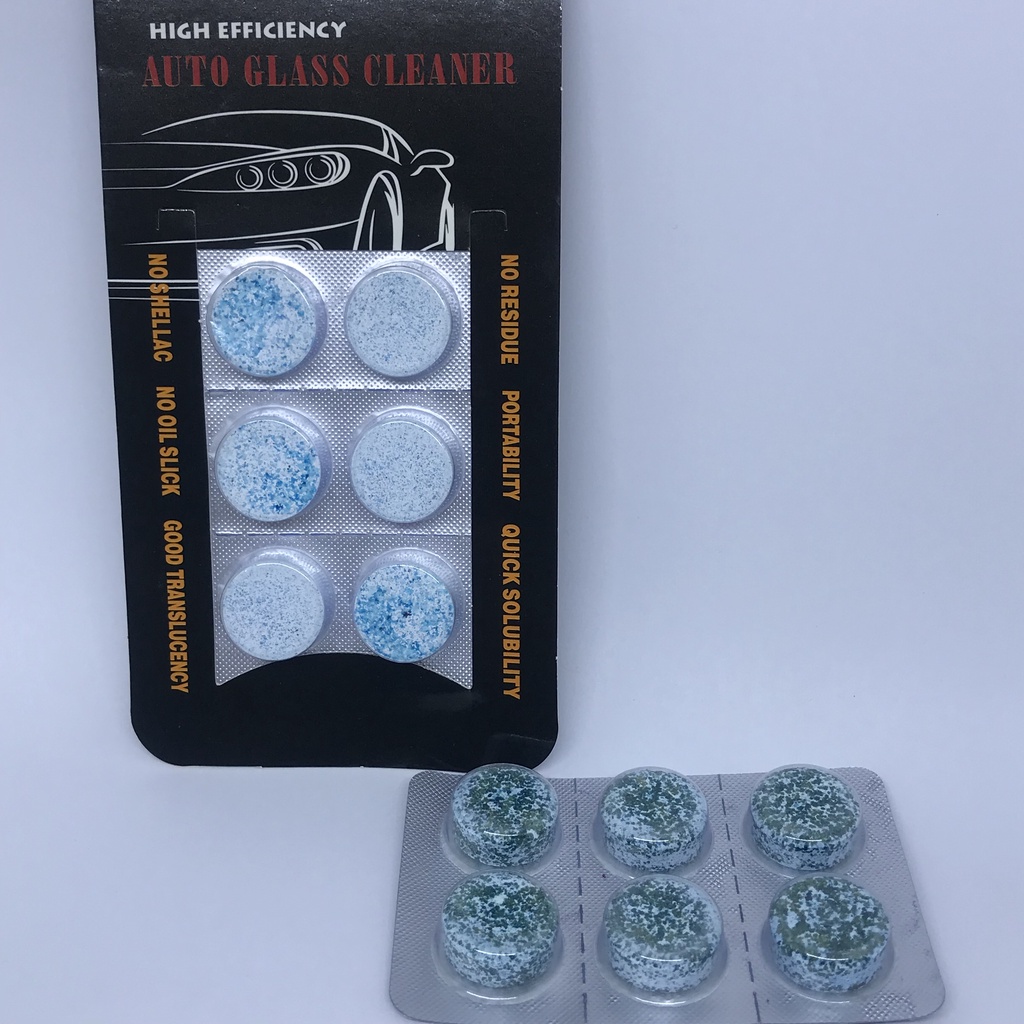 HIGH EFFICIENCY
AUTO GLASS CLEANER
NO SHELLAC NO OIL SLICK GOOD TRANSLUCENCY
NO RESIDUE PORTABILITY QUICK SOLUBILITY